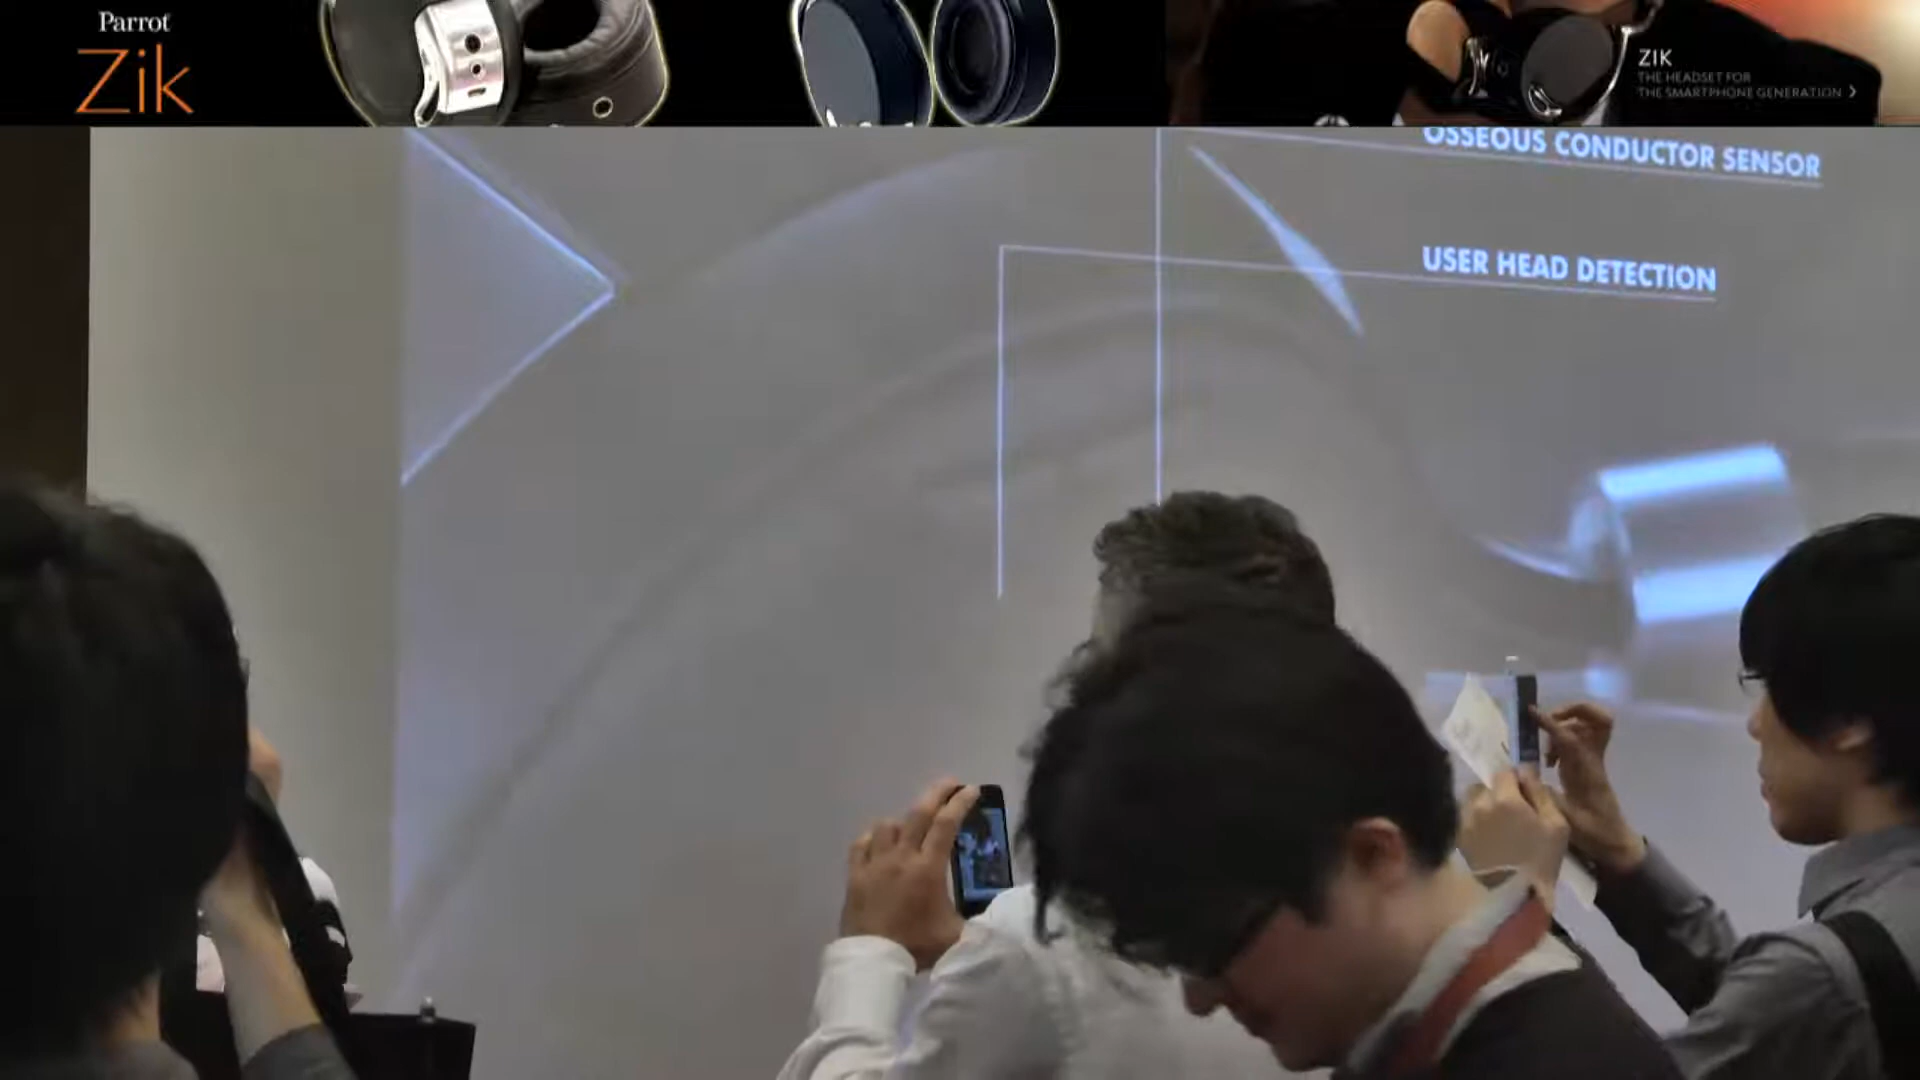 Parrot
Zik
ZIK
THE HEADSET FOR
THE SMARTPHONE GENERATION
OSSEOUS CONDUCTOR SENSOR
USER HEAD DETECTION